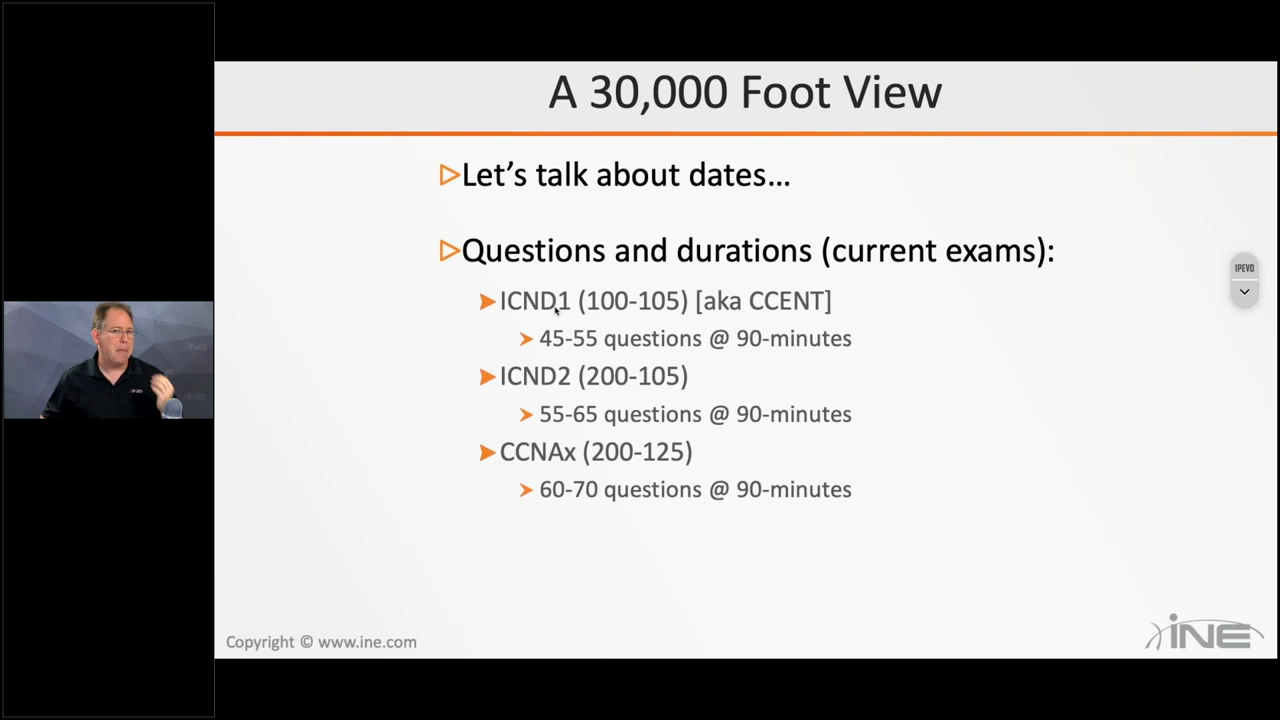 A 30,000 Foot View
Let's talk about dates...
Questions and durations (current exams):
ICND1 (100-105) [aka CCENT]
45-55 questions @ 90-minutes
ICND2 (200-105)
55-65 questions @ 90-minutes
CCNAx (200-125)
60-70 questions @ 90-minutes
IPEVO
Copyright © www.ine.com
iNE